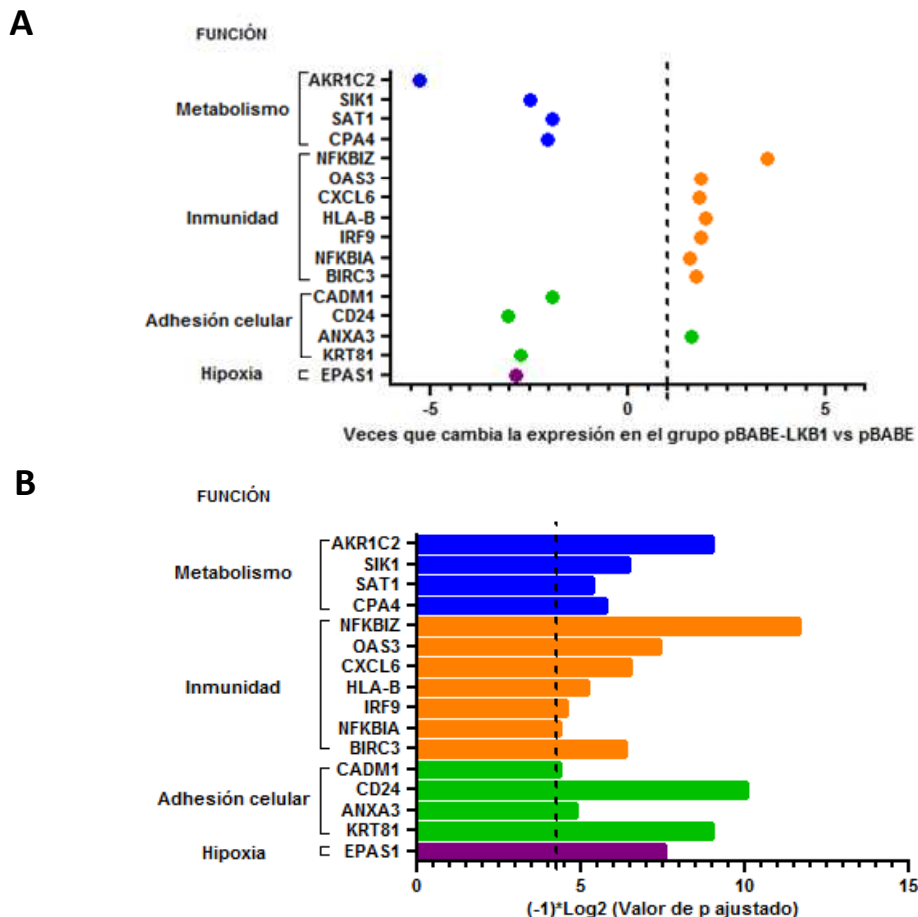 A
FUNCIÓN
Metabolismo
AKR1C2
SIK1
SAT1
CPA4
Inmunidad
NFKBIZ
OAS3
CXCL6
HLA-B
IRF9
NFKBIA
BIRC3
Adhesión celular
CADM1
CD24
ANXA3
KRT81
Hipoxia
EPAS1
-5 0 5
Veces que cambia la expresión en el grupo pBABE-LKB1 vs pBABE
B
FUNCIÓN
Metabolismo
AKR1C2
SIK1
SAT1
CPA4
Inmunidad
NFKBIZ
OAS3
CXCL6
HLA-B
IRF9
NFKBIA
BIRC3
Adhesión celular
CADM1
CD24
ANXA3
KRT81
Hipoxia
EPAS1
0 5 10 15
(-1)*Log2 (Valor de p ajustado)